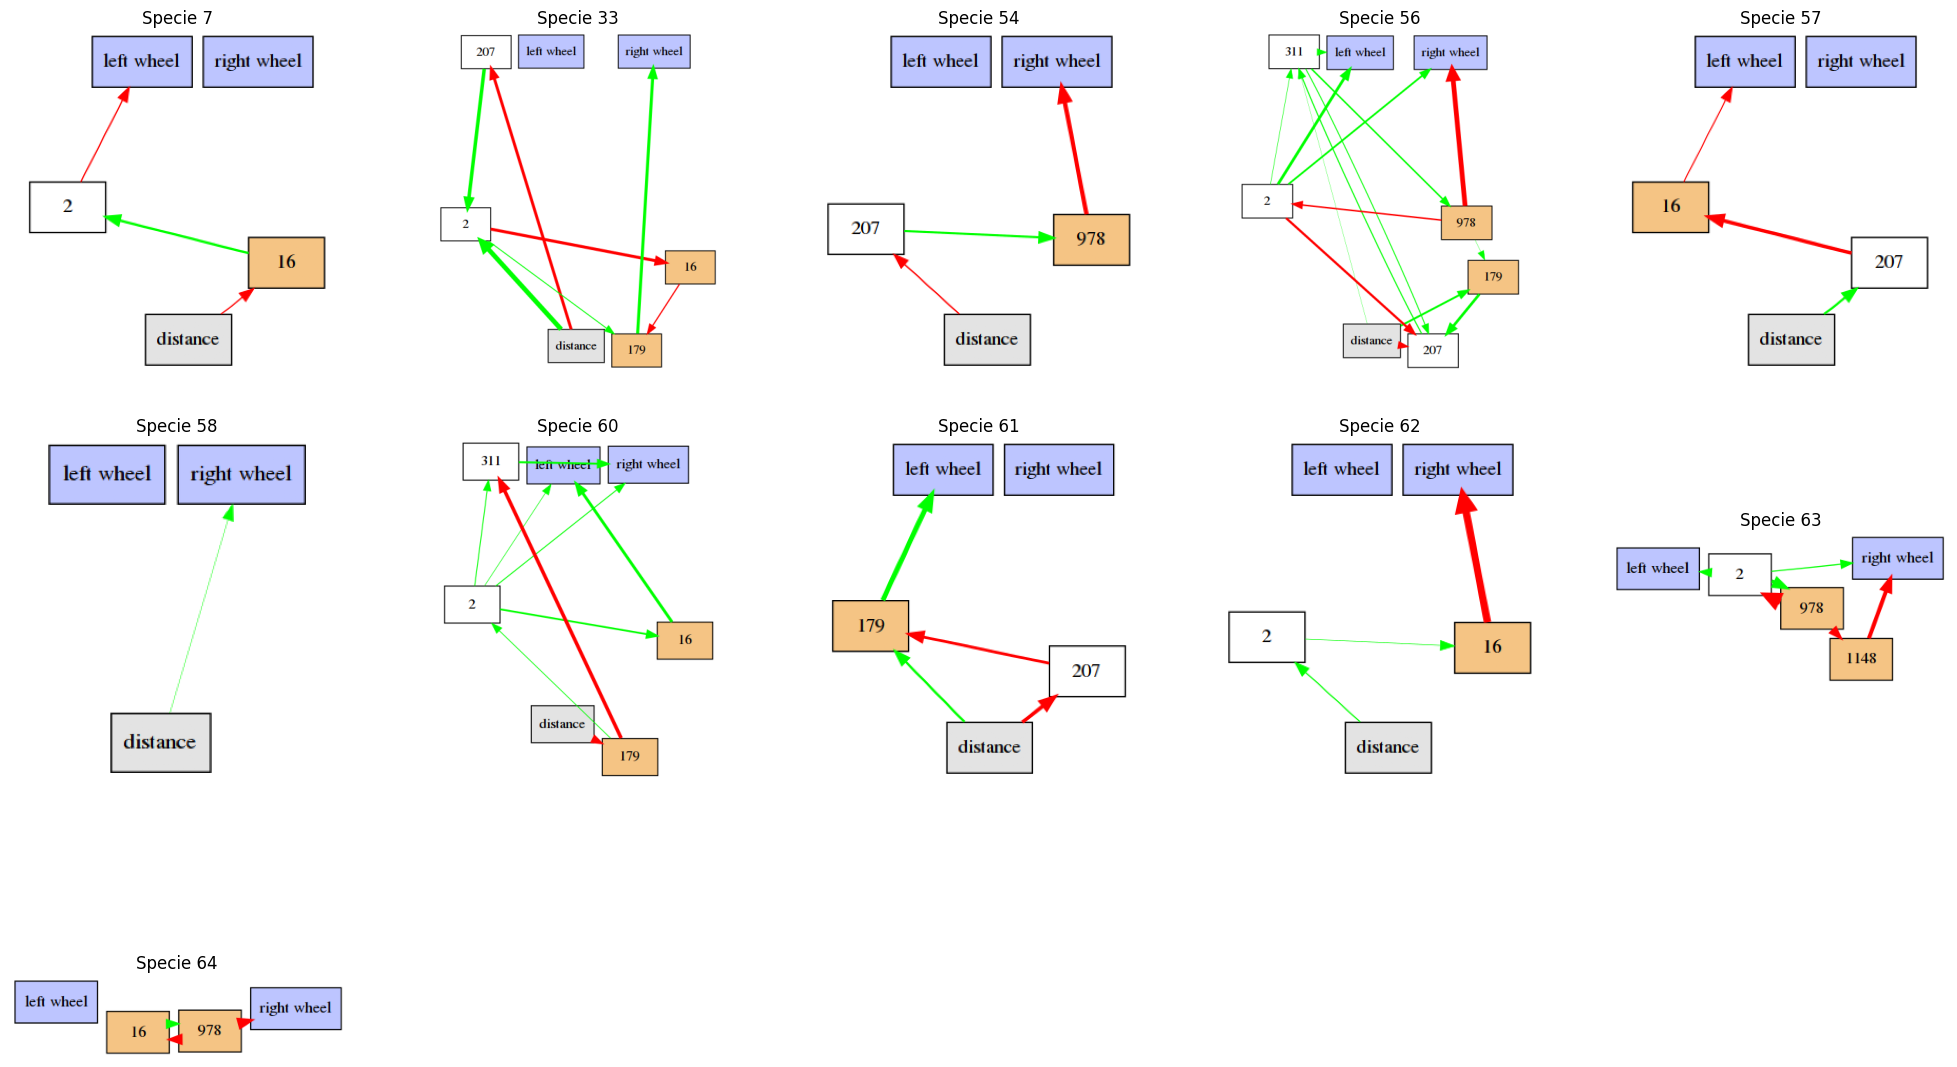 Specie 7
left wheel
right wheel
2
16
distance
Specie 33
207
left wheel
right wheel
2
16
distance
179
Specie 54
left wheel
right wheel
207
978
distance
Specie 56
311
left wheel
right wheel
2
978
179
distance
207
Specie 57
left wheel
right wheel
16
207
distance
Specie 58
left wheel
right wheel
distance
Specie 60
311
left wheel
right wheel
2
16
distance
179
Specie 61
left wheel
right wheel
179
207
distance
Specie 62
left wheel
right wheel
2
16
distance
Specie 63
left wheel
2
right wheel
978
1148
Specie 64
left wheel
16
978
right wheel